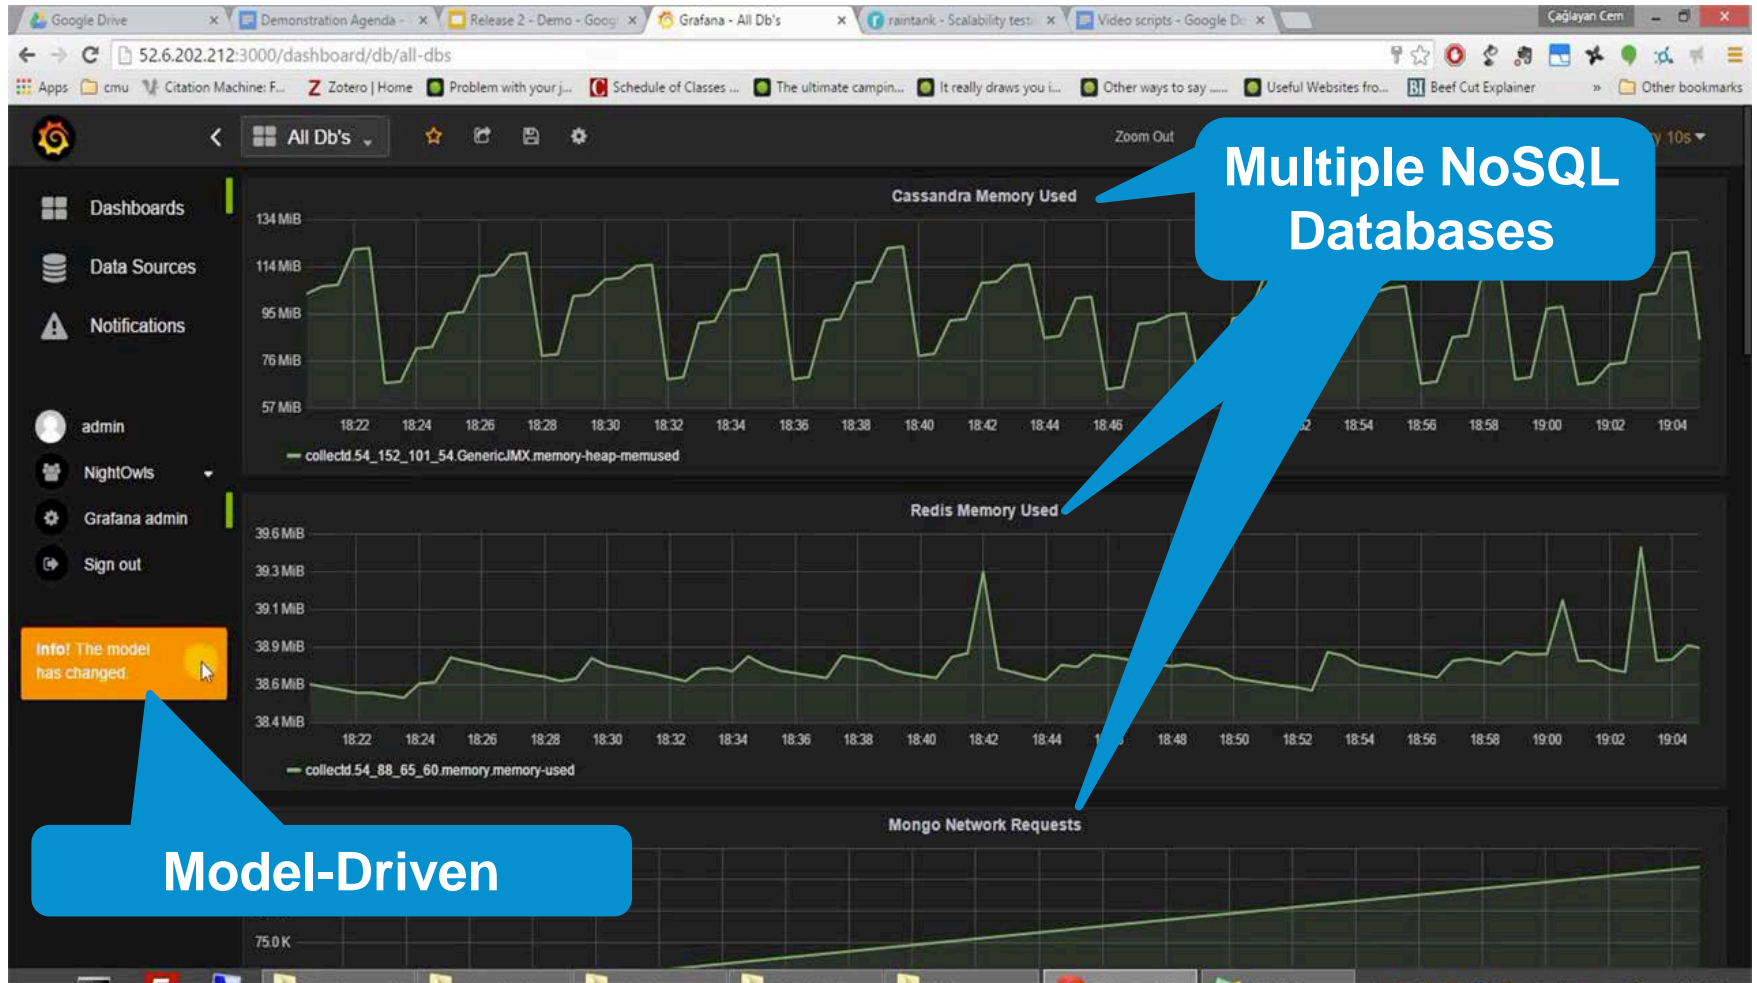 Google Drive
Demonstration Agenda -
Release 2 - Demo - Goog
Grafana - All Db's
raintank - Scalability test
Video scripts - Google D
Çağlayan Cem
52.6.202.212:3000/dashboard/db/all-dbs
Apps
cmu
Citation Machine: F...
Zotero | Home
Problem with your j...
Schedule of Classes ...
The ultimate campin...
It really draws you i...
Other ways to say ......
Useful Websites fro...
Beef Cut Explainer
»
Other bookmarks
All Db's
Zoom Out
10s
Multiple NoSQL
Databases
Dashboards
Data Sources
Notifications
admin
NightOwls
Grafana admin
Sign out
Info! The model
has changed.
Model-Driven
Cassandra Memory Used
134 MiB
114 MiB
95 MiB
76 MiB
57 MiB
18:22 18:24 18:26 18:28 18:30 18:32 18:34 18:36 18:38 18:40 18:42 18:44 18:46 18:54 18:56 18:58 19:00 19:02 19:04
collectd.54_152_101_54.GenericJMX.memory-heap-memused
Redis Memory Used
39.6 MiB
39.3 MiB
39.1 MiB
38.9 MiB
38.6 MiB
38.4 MiB
18:22 18:24 18:26 18:28 18:30 18:32 18:34 18:36 18:38 18:40 18:42 18:44 18:48 18:50 18:52 18:54 18:56 18:58 19:00 19:02 19:04
collectd.54_88_65_60.memory.memory-used
Mongo Network Requests
75.0 K